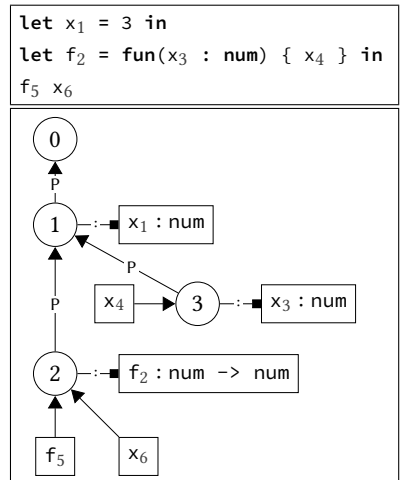 let x₁ = 3 in
let f₂ = fun(x₃ : num) { x₄ } in
f₅ x₆
0
P
1 : x₁ : num
P
P
x₄ 3 : x₃ : num
2 : f₂ : num -> num
f₅ x₆